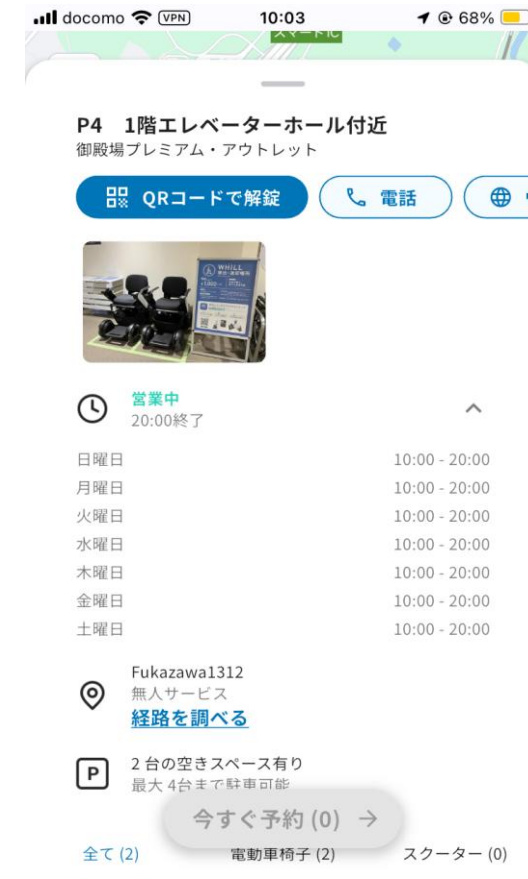 docomo VPN 10:03 68%
スマートIC
P4 1階エレベーターホール付近
御殿場プレミアム・アウトレット
QRコードで解錠 電話
WHILL
営業中
20:00終了
日曜日 10:00 - 20:00
月曜日 10:00 - 20:00
火曜日 10:00 - 20:00
水曜日 10:00 - 20:00
木曜日 10:00 - 20:00
金曜日 10:00 - 20:00
土曜日 10:00 - 20:00
Fukazawa1312
無人サービス
経路を調べる
P 2 台の空きスペース有り
最大 4台まで駐車可能
今すぐ予約 (0) →
全て (2) 電動車椅子 (2) スクーター (0)